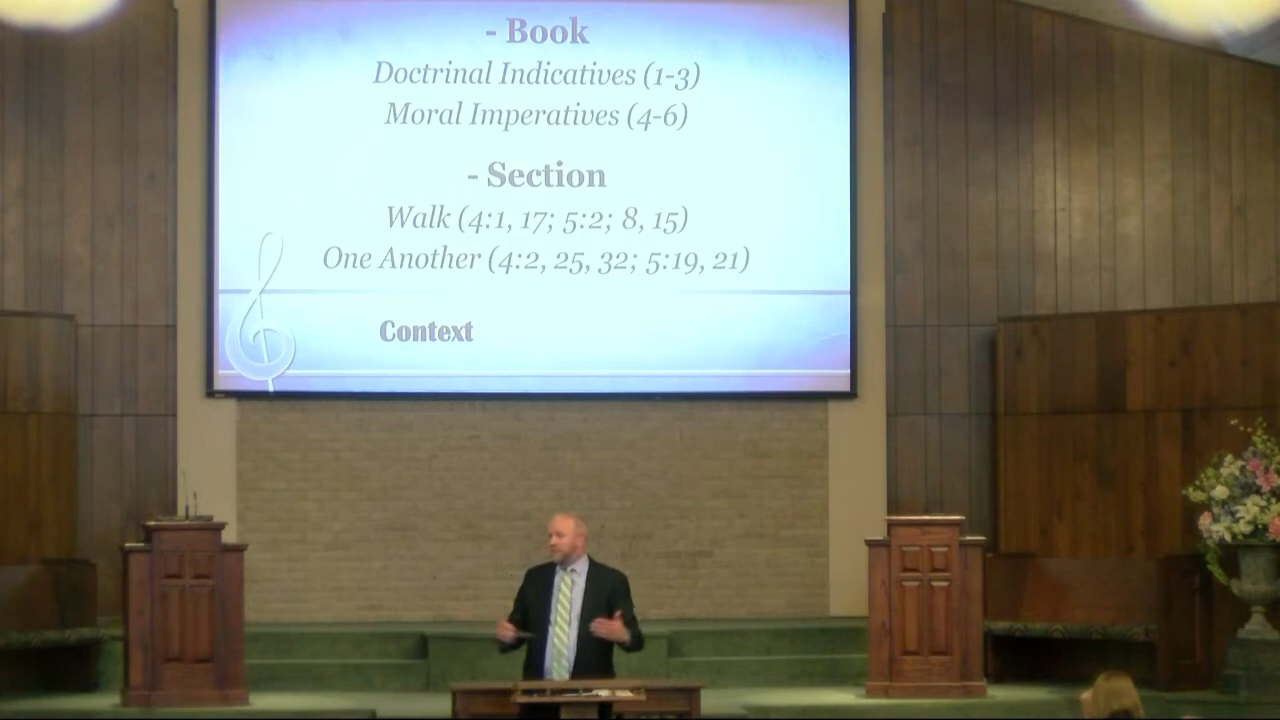 - Book
Doctrinal Indicatives (1-3)
Moral Imperatives (4-6)
- Section
Walk (4:1, 17; 5:2; 8, 15)
One Another (4:2, 25, 32; 5:19, 21)
Context